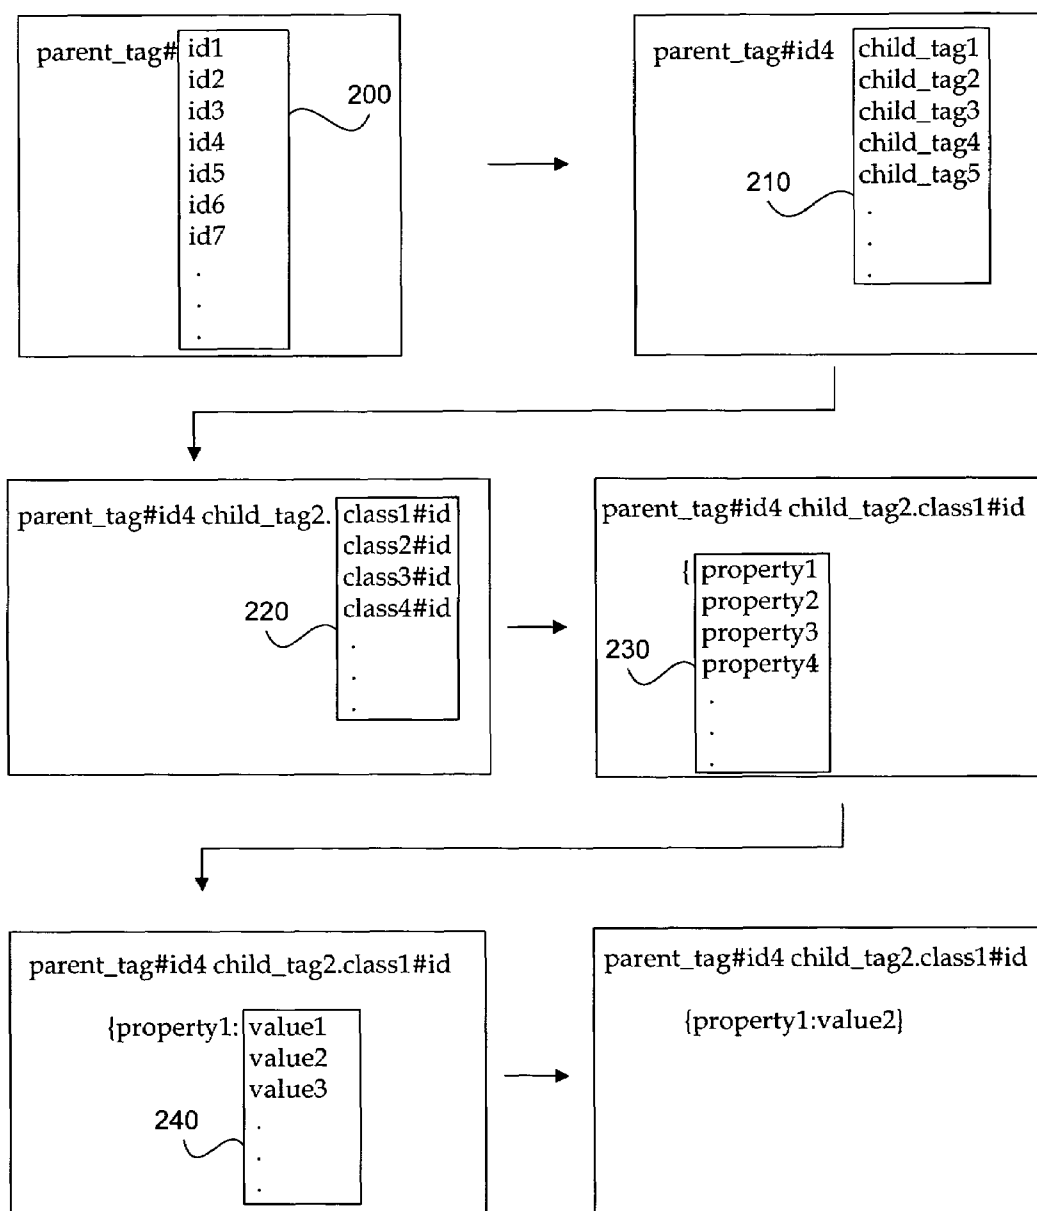 parent_tag# id1
id2
id3
id4
id5
id6
id7
.
.
.
200
parent_tag#id4 child_tag1
child_tag2
child_tag3
child_tag4
child_tag5
.
.
.
210
parent_tag#id4 child_tag2. class1#id
class2#id
class3#id
class4#id
.
.
.
220
parent_tag#id4 child_tag2.class1#id
{ property1
property2
property3
property4
.
.
.
230
parent_tag#id4 child_tag2.class1#id
{property1: value1
value2
value3
.
.
.
240
parent_tag#id4 child_tag2.class1#id
{property1:value2}